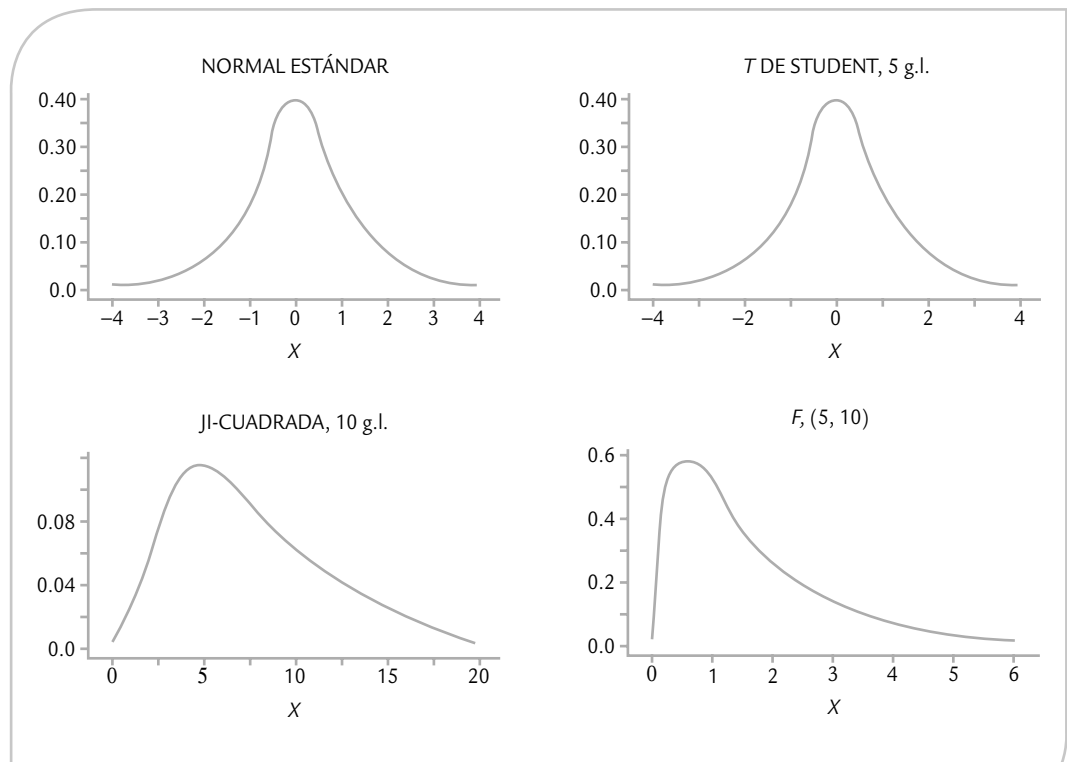 NORMAL ESTÁNDAR
0.40
0.30
0.20
0.10
0.0
–4 –3 –2 –1 0 1 2 3 4
X
T DE STUDENT, 5 g.l.
0.40
0.30
0.20
0.10
0.0
–4 –2 0 2 4
X
JI-CUADRADA, 10 g.l.
0.08
0.04
0.0
0 5 10 15 20
X
F, (5, 10)
0.6
0.4
0.2
0.0
0 1 2 3 4 5 6
X